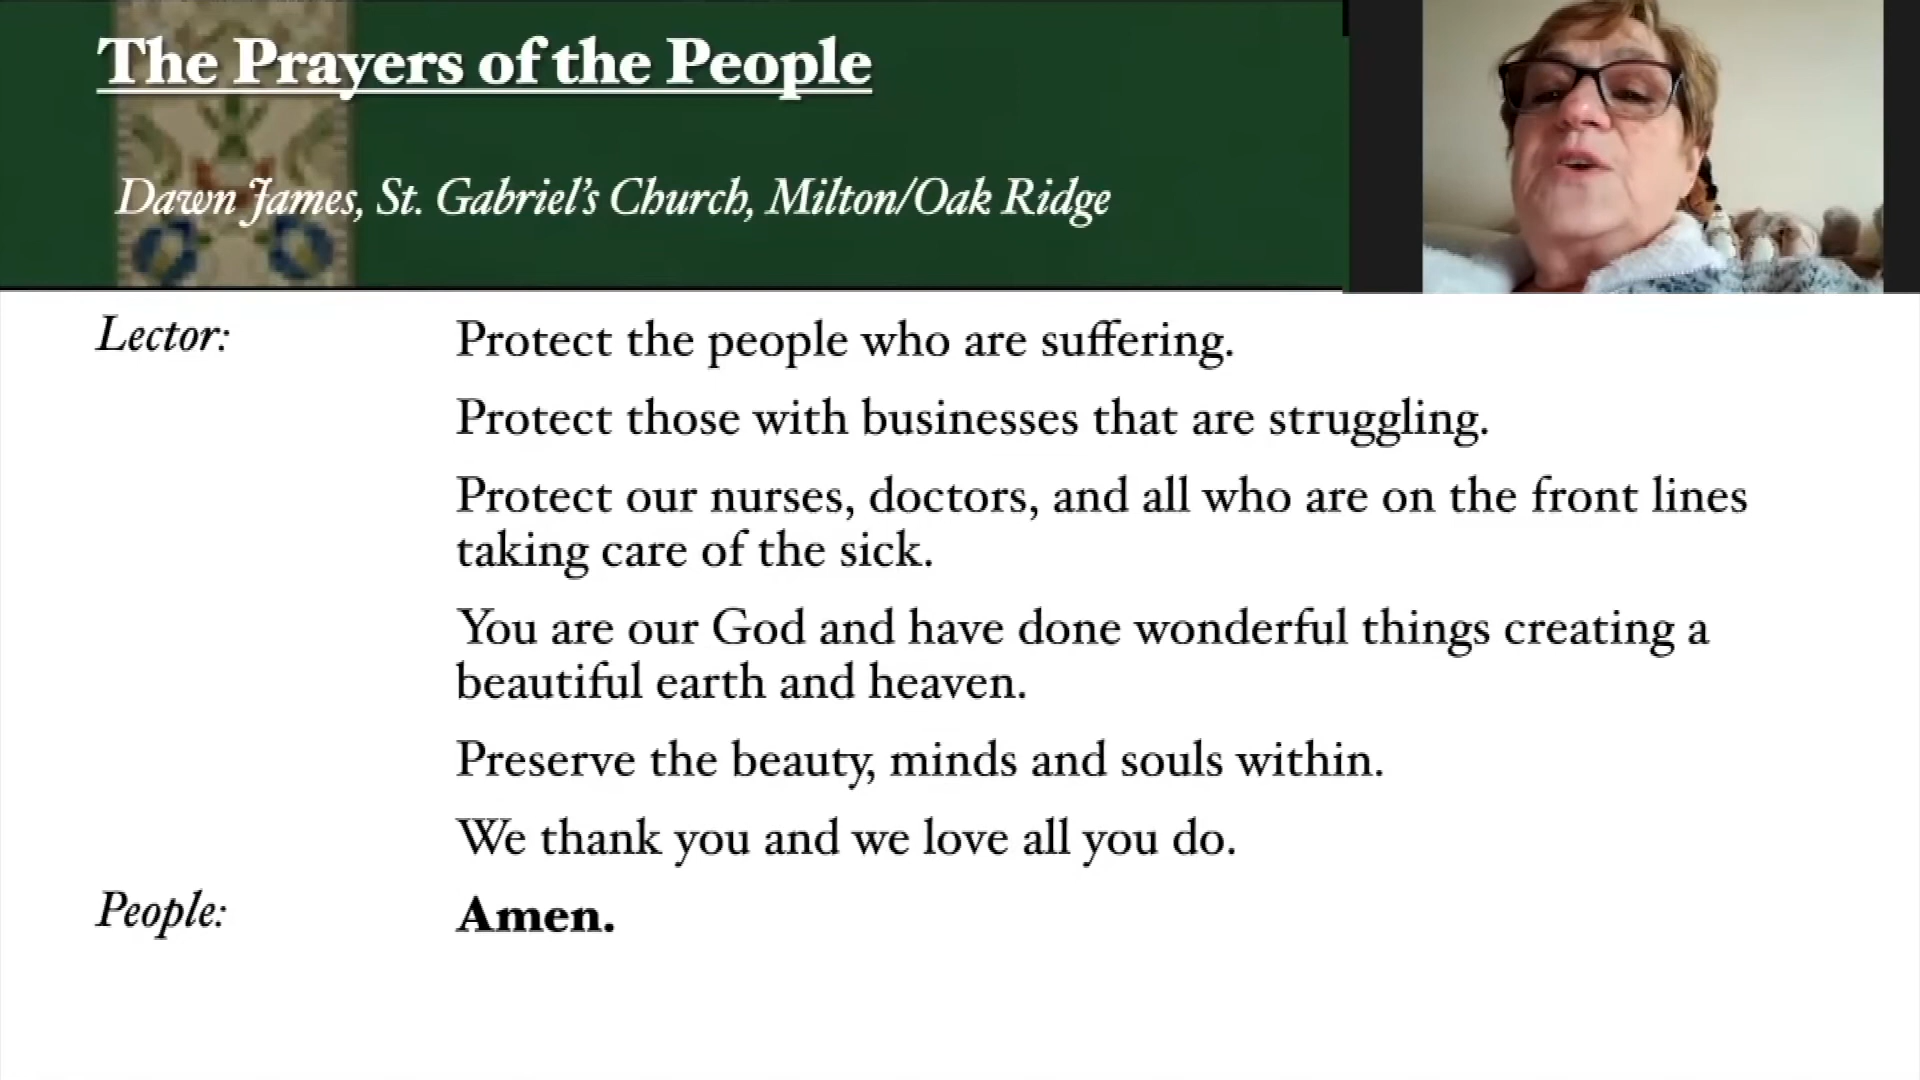 The Prayers of the People
Dawn James, St. Gabriel's Church, Milton/Oak Ridge
Lector: Protect the people who are suffering.
Protect those with businesses that are struggling.
Protect our nurses, doctors, and all who are on the front lines
taking care of the sick.
You are our God and have done wonderful things creating a
beautiful earth and heaven.
Preserve the beauty, minds and souls within.
We thank you and we love all you do.
People: Amen.